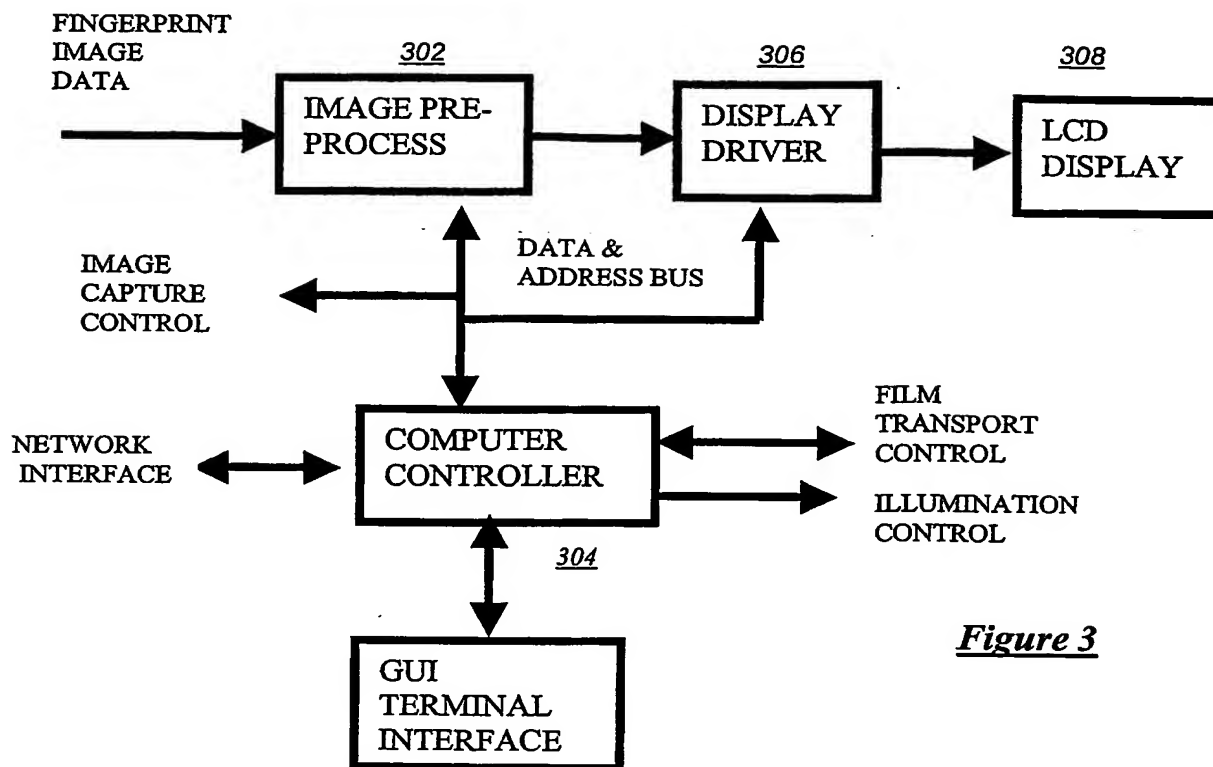 FINGERPRINT
IMAGE
DATA
302
IMAGE PRE-
PROCESS
306
DISPLAY
DRIVER
308
LCD
DISPLAY
DATA &
ADDRESS BUS
IMAGE
CAPTURE
CONTROL
NETWORK
INTERFACE
COMPUTER
CONTROLLER
FILM
TRANSPORT
CONTROL
ILLUMINATION
CONTROL
304
GUI
TERMINAL
INTERFACE
Figure 3